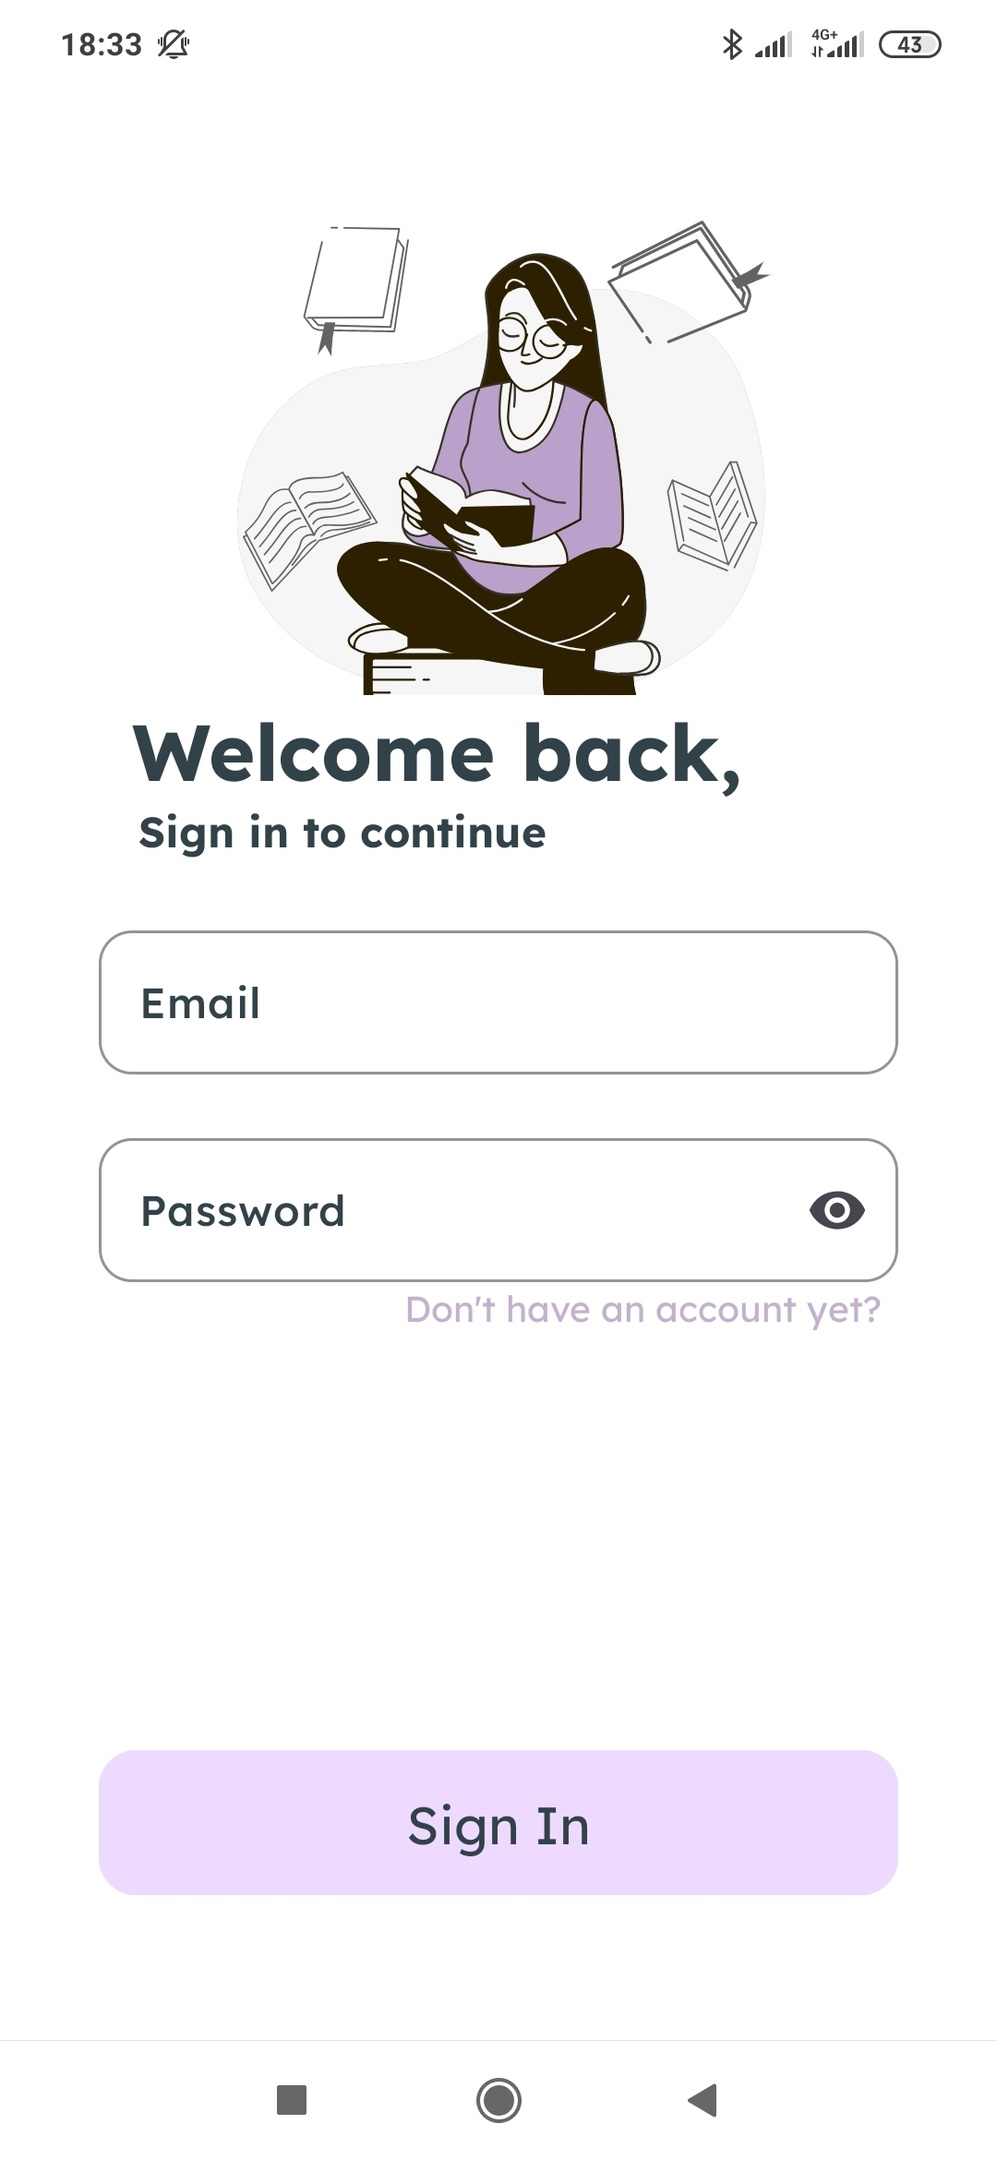 18:33
4G+
43
Welcome back,
Sign in to continue
Email
Password
Don't have an account yet?
Sign In